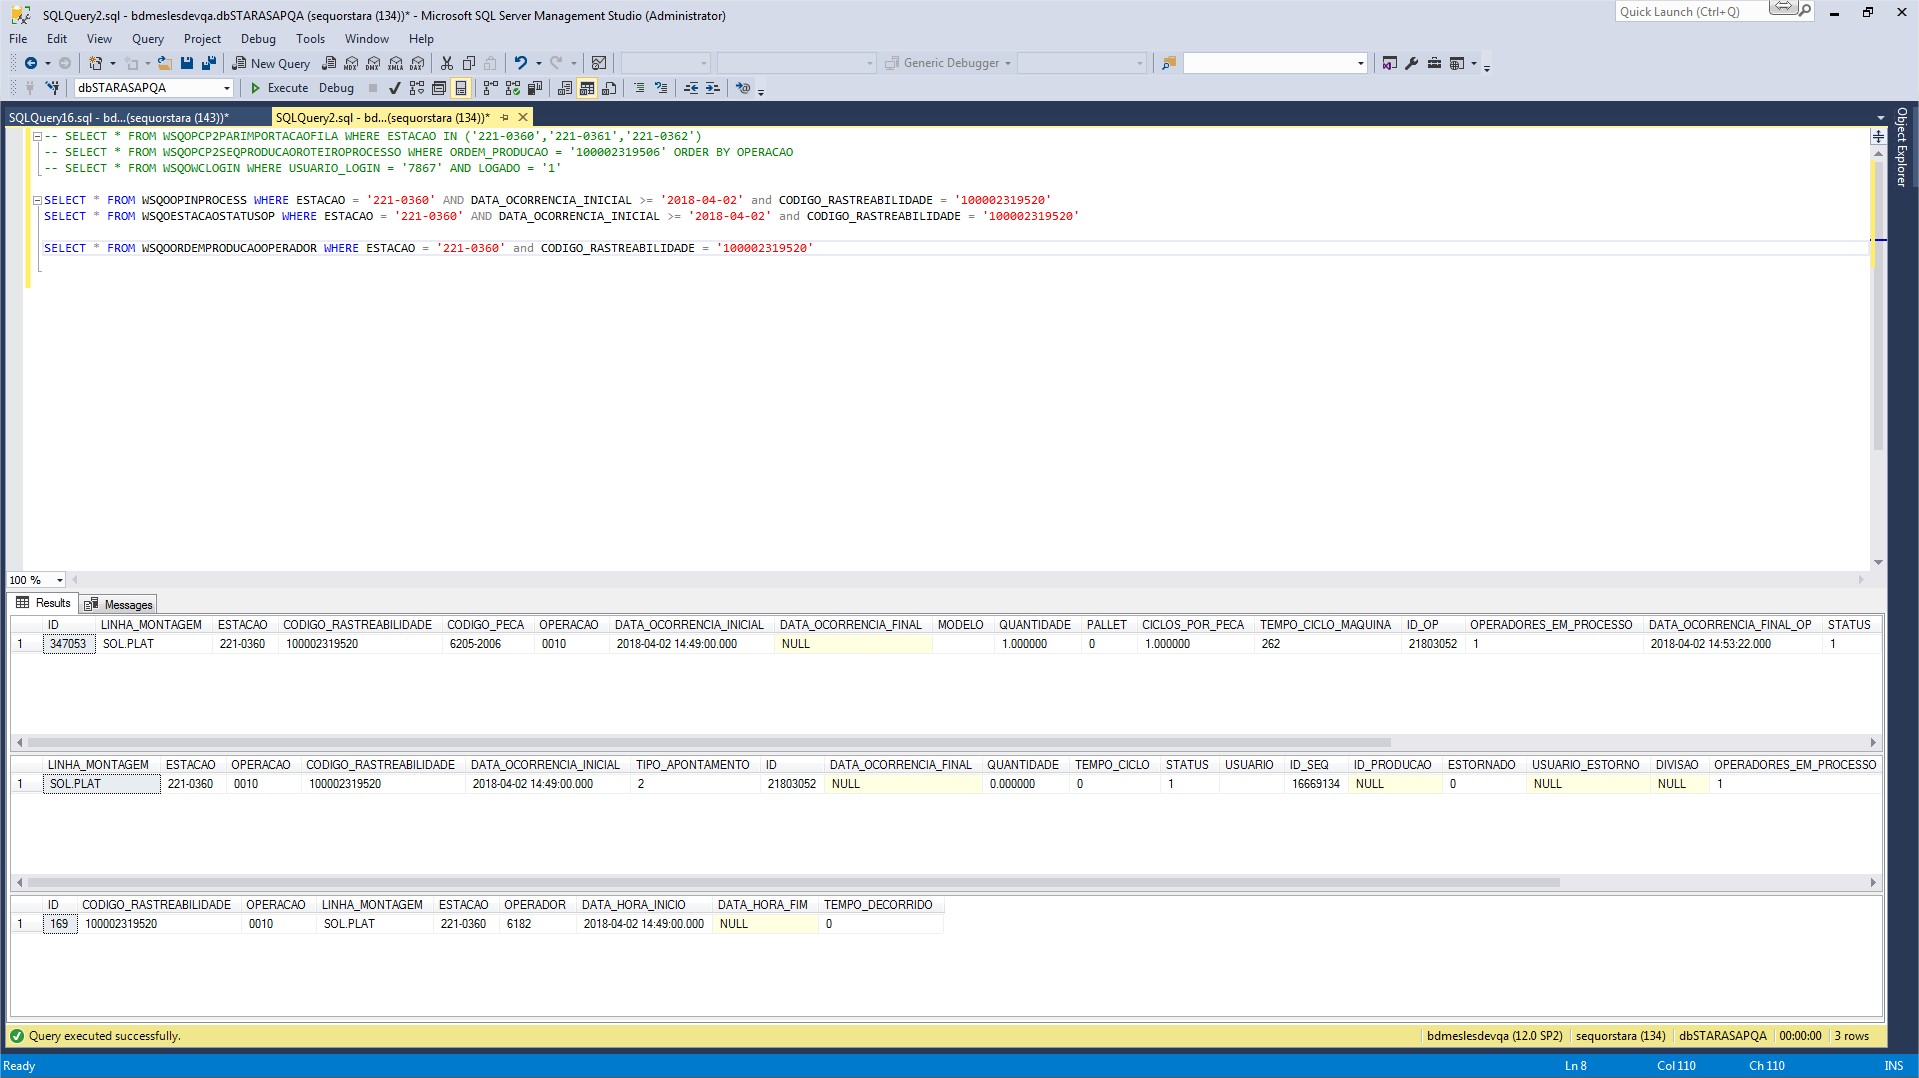 SQLQuery2.sql - bdmeslesdevqa.dbSTARASAPQA (sequorstara (134))* - Microsoft SQL Server Management Studio (Administrator)
Quick Launch (Ctrl+Q)
File Edit View Query Project Debug Tools Window Help
New Query
MDX DMX XMLA DAX
Generic Debugger
dbSTARASAPQA
Execute Debug
SQLQuery16.sql - bd...(sequorstara (143))*
SQLQuery2.sql - bd...(sequorstara (134))*
Object Explorer
-- SELECT * FROM WSQOPCP2PARIMPORTACAOFILA WHERE ESTACAO IN ('221-0360','221-0361','221-0362')
-- SELECT * FROM WSQOPCP2SEQPRODUCAOROTEIROPROCESSO WHERE ORDEM_PRODUCAO = '100002319506' ORDER BY OPERACAO
-- SELECT * FROM WSQOWCLOGIN WHERE USUARIO_LOGIN = '7867' AND LOGADO = '1'
SELECT * FROM WSQOOPINPROCESS WHERE ESTACAO = '221-0360' AND DATA_OCORRENCIA_INICIAL >= '2018-04-02' and CODIGO_RASTREABILIDADE = '100002319520'
SELECT * FROM WSQOESTACAOSTATUSOP WHERE ESTACAO = '221-0360' AND DATA_OCORRENCIA_INICIAL >= '2018-04-02' and CODIGO_RASTREABILIDADE = '100002319520'
SELECT * FROM WSQOORDEMPRODUCAOOPERADOR WHERE ESTACAO = '221-0360' and CODIGO_RASTREABILIDADE = '100002319520'
100 %
Results Messages
ID LINHA_MONTAGEM ESTACAO CODIGO_RASTREABILIDADE CODIGO_PECA OPERACAO DATA_OCORRENCIA_INICIAL DATA_OCORRENCIA_FINAL MODELO QUANTIDADE PALLET CICLOS_POR_PECA TEMPO_CICLO_MAQUINA ID_OP OPERADORES_EM_PROCESSO DATA_OCORRENCIA_FINAL_OP STATUS
1 347053 SOL.PLAT 221-0360 100002319520 6205-2006 0010 2018-04-02 14:49:00.000 NULL 1.000000 0 1.000000 262 21803052 1 2018-04-02 14:53:22.000 1
LINHA_MONTAGEM ESTACAO OPERACAO CODIGO_RASTREABILIDADE DATA_OCORRENCIA_INICIAL TIPO_APONTAMENTO ID DATA_OCORRENCIA_FINAL QUANTIDADE TEMPO_CICLO STATUS USUARIO ID_SEQ ID_PRODUCAO ESTORNADO USUARIO_ESTORNO DIVISAO OPERADORES_EM_PROCESSO
1 SOL.PLAT 221-0360 0010 100002319520 2018-04-02 14:49:00.000 2 21803052 NULL 0.000000 0 1 16669134 NULL 0 NULL NULL 1
ID CODIGO_RASTREABILIDADE OPERACAO LINHA_MONTAGEM ESTACAO OPERADOR DATA_HORA_INICIO DATA_HORA_FIM TEMPO_DECORRIDO
1 169 100002319520 0010 SOL.PLAT 221-0360 6182 2018-04-02 14:49:00.000 NULL 0
Query executed successfully.
bdmeslesdevqa (12.0 SP2) sequorstara (134) dbSTARASAPQA 00:00:00 3 rows
Ready
Ln 8 Col 110 Ch 110 INS